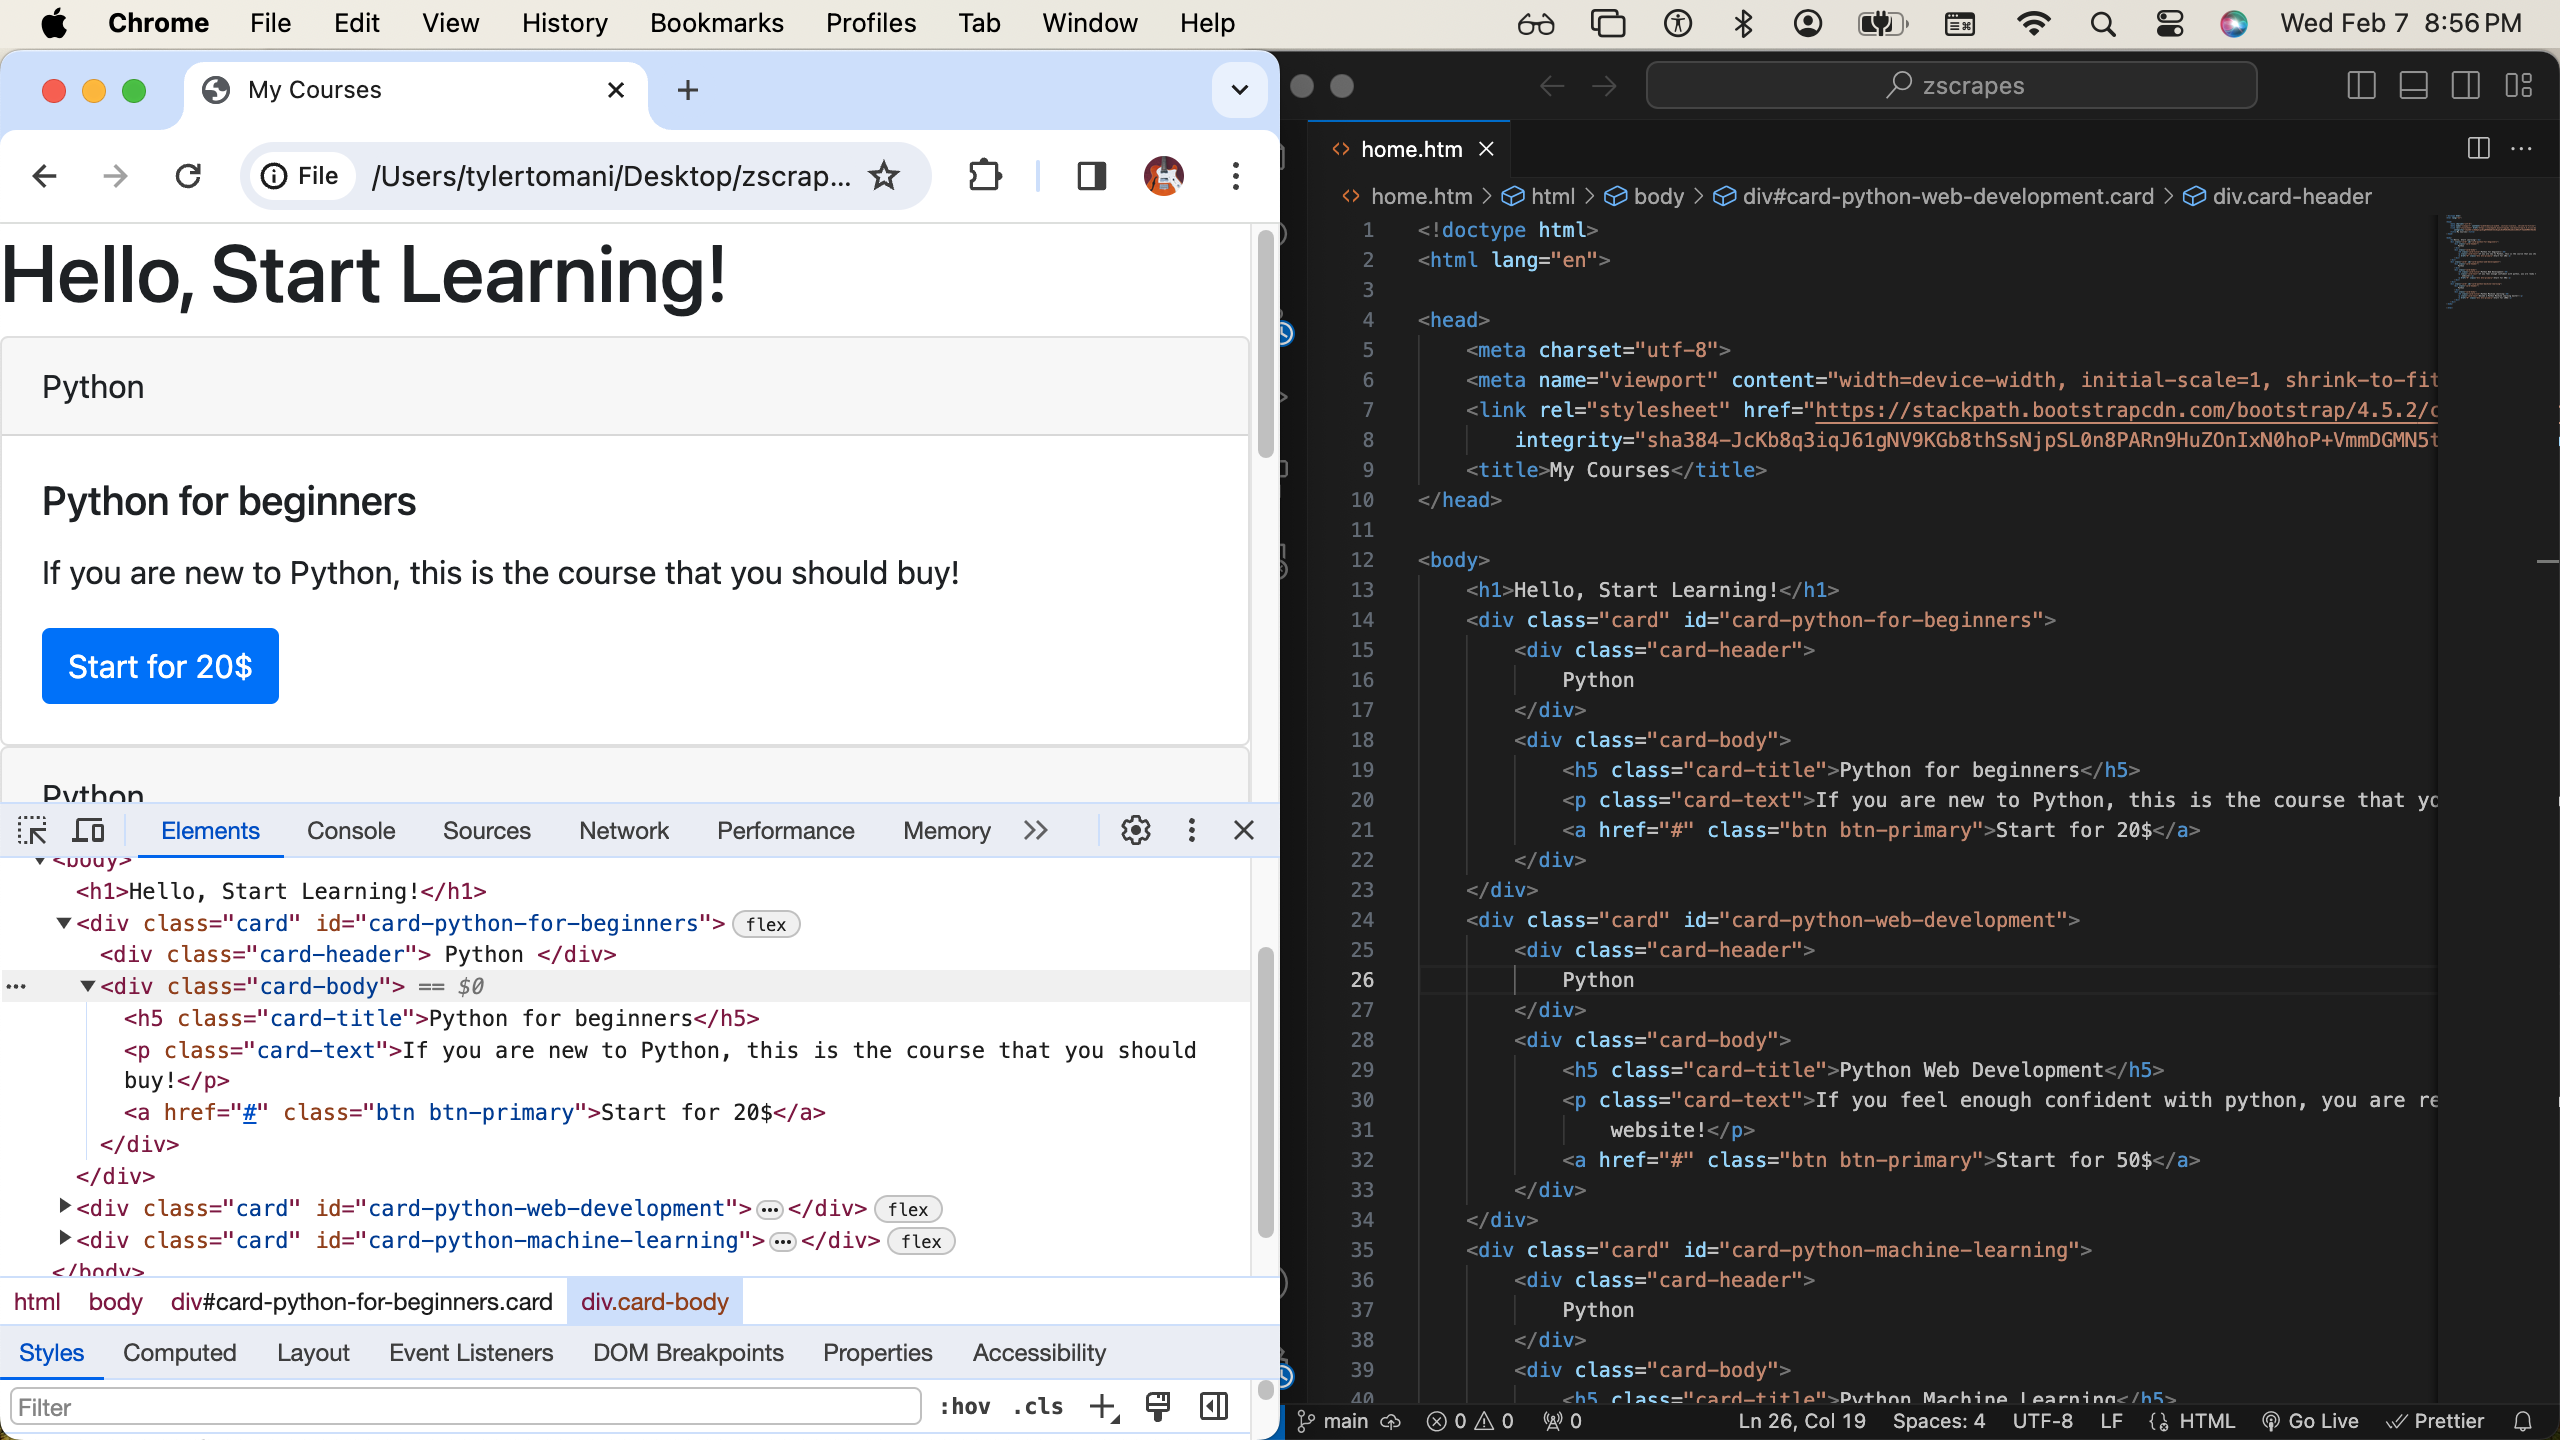 Chrome File Edit View History Bookmarks Profiles Tab Window Help Wed Feb 7 8:56 PM
My Courses
File /Users/tylertomani/Desktop/zscrap...
Hello, Start Learning!
Python
Python for beginners
If you are new to Python, this is the course that you should buy!
Start for 20$
Python
Elements Console Sources Network Performance Memory
<body>
<h1>Hello, Start Learning!</h1>
<div class="card" id="card-python-for-beginners"> flex
<div class="card-header"> Python </div>
<div class="card-body"> == $0
<h5 class="card-title">Python for beginners</h5>
<p class="card-text">If you are new to Python, this is the course that you should
buy!</p>
<a href="#" class="btn btn-primary">Start for 20$</a>
</div>
</div>
<div class="card" id="card-python-web-development"> ... </div> flex
<div class="card" id="card-python-machine-learning"> ... </div> flex
</body>
html body div#card-python-for-beginners.card div.card-body
Styles Computed Layout Event Listeners DOM Breakpoints Properties Accessibility
Filter :hov .cls
zscrapes
<> home.htm
<> home.htm > html > body > div#card-python-web-development.card > div.card-header
1 <!doctype html>
2 <html lang="en">
3
4 <head>
5 <meta charset="utf-8">
6 <meta name="viewport" content="width=device-width, initial-scale=1, shrink-to-fit
7 <link rel="stylesheet" href="https://stackpath.bootstrapcdn.com/bootstrap/4.5.2/c
8 integrity="sha384-JcKb8q3iqJ61gNV9KGb8thSsNjpSL0n8PARn9HuZOnIxN0hoP+VmmDGMN5t
9 <title>My Courses</title>
10 </head>
11
12 <body>
13 <h1>Hello, Start Learning!</h1>
14 <div class="card" id="card-python-for-beginners">
15 <div class="card-header">
16 Python
17 </div>
18 <div class="card-body">
19 <h5 class="card-title">Python for beginners</h5>
20 <p class="card-text">If you are new to Python, this is the course that yo
21 <a href="#" class="btn btn-primary">Start for 20$</a>
22 </div>
23 </div>
24 <div class="card" id="card-python-web-development">
25 <div class="card-header">
26 Python
27 </div>
28 <div class="card-body">
29 <h5 class="card-title">Python Web Development</h5>
30 <p class="card-text">If you feel enough confident with python, you are re
31 website!</p>
32 <a href="#" class="btn btn-primary">Start for 50$</a>
33 </div>
34 </div>
35 <div class="card" id="card-python-machine-learning">
36 <div class="card-header">
37 Python
38 </div>
39 <div class="card-body">
40 <h5 class="card-title">Python Machine Learning</h5>
main 0 0 0 Ln 26, Col 19 Spaces: 4 UTF-8 LF HTML Go Live Prettier